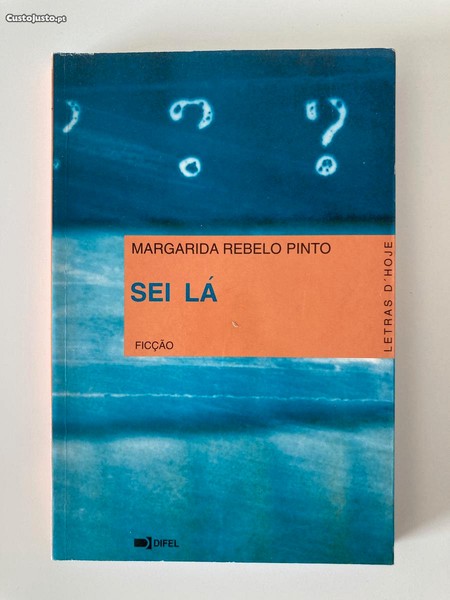 CustoJusto.pt
? ?
MARGARIDA REBELO PINTO
SEI LÁ
FICÇÃO
LETRAS D'HOJE
DIFEL